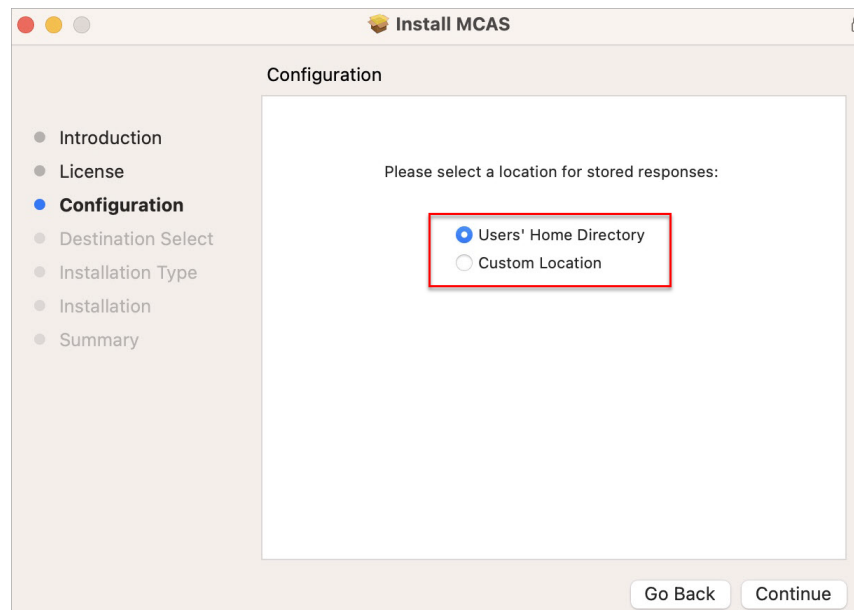 Install MCAS
Configuration
Introduction
License
Configuration
Destination Select
Installation Type
Installation
Summary
Please select a location for stored responses:
Users' Home Directory
Custom Location
Go Back
Continue